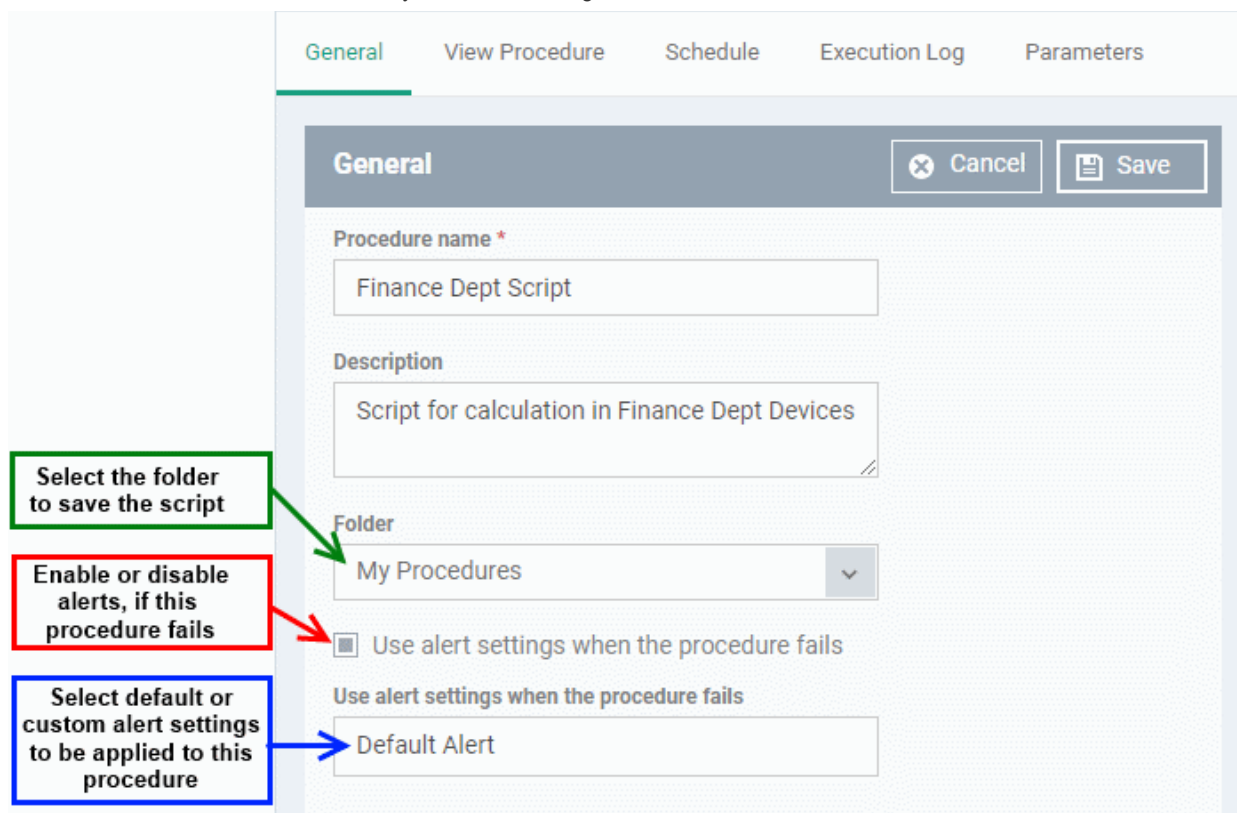 General View Procedure Schedule Execution Log Parameters
General Cancel Save
Procedure name *
Finance Dept Script
Description
Script for calculation in Finance Dept Devices
Select the folder
to save the script
Folder
My Procedures
Enable or disable
alerts, if this
procedure fails
Use alert settings when the procedure fails
Use alert settings when the procedure fails
Select default or
custom alert settings
to be applied to this
procedure
Default Alert